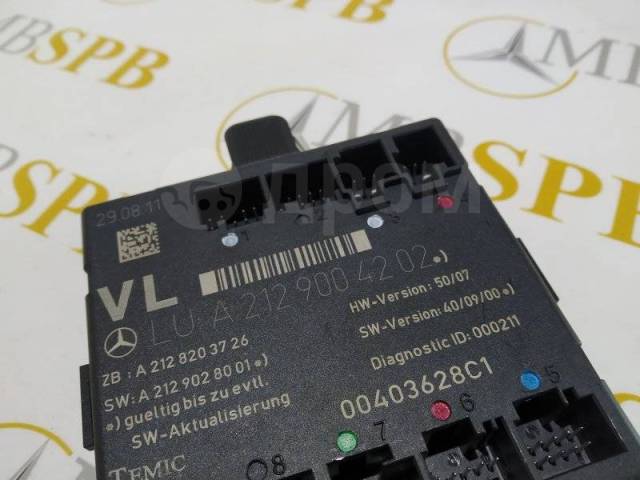 MBSPB
MBSPB
29.08.11
1
2
3
4
Дром
VL
LU A 212 900 42 02 *)
HW-Version: 50/07
SW-Version: 40/09/00 *)
Diagnostic ID: 000211
ZB : A 212 820 37 26
SW: A 212 902 80 01 *)
*) gueltig bis zu evtl.
SW-Aktualisierung
00403628C1
TEMIC
8
7
6
5